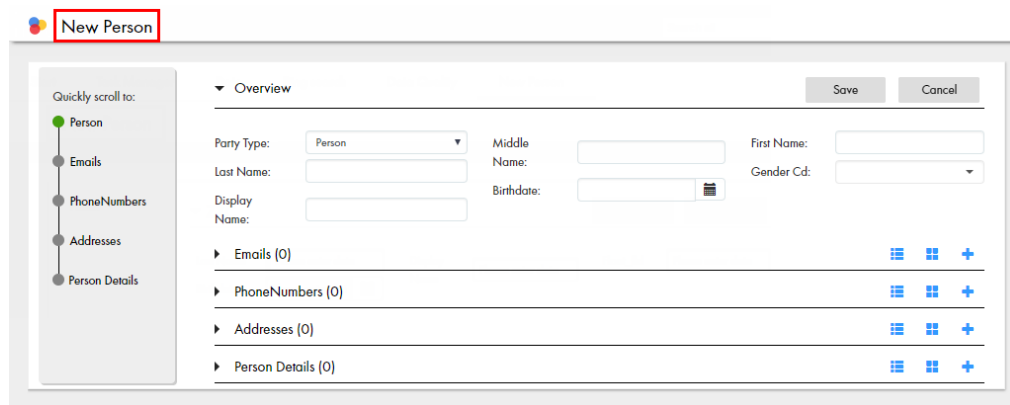 New Person
Quickly scroll to:
Person
Emails
PhoneNumbers
Addresses
Person Details
Overview
Save
Cancel
Party Type:
Person
Last Name:
Display
Name:
Middle
Name:
Birthdate:
First Name:
Gender Cd:
Emails (0)
PhoneNumbers (0)
Addresses (0)
Person Details (0)